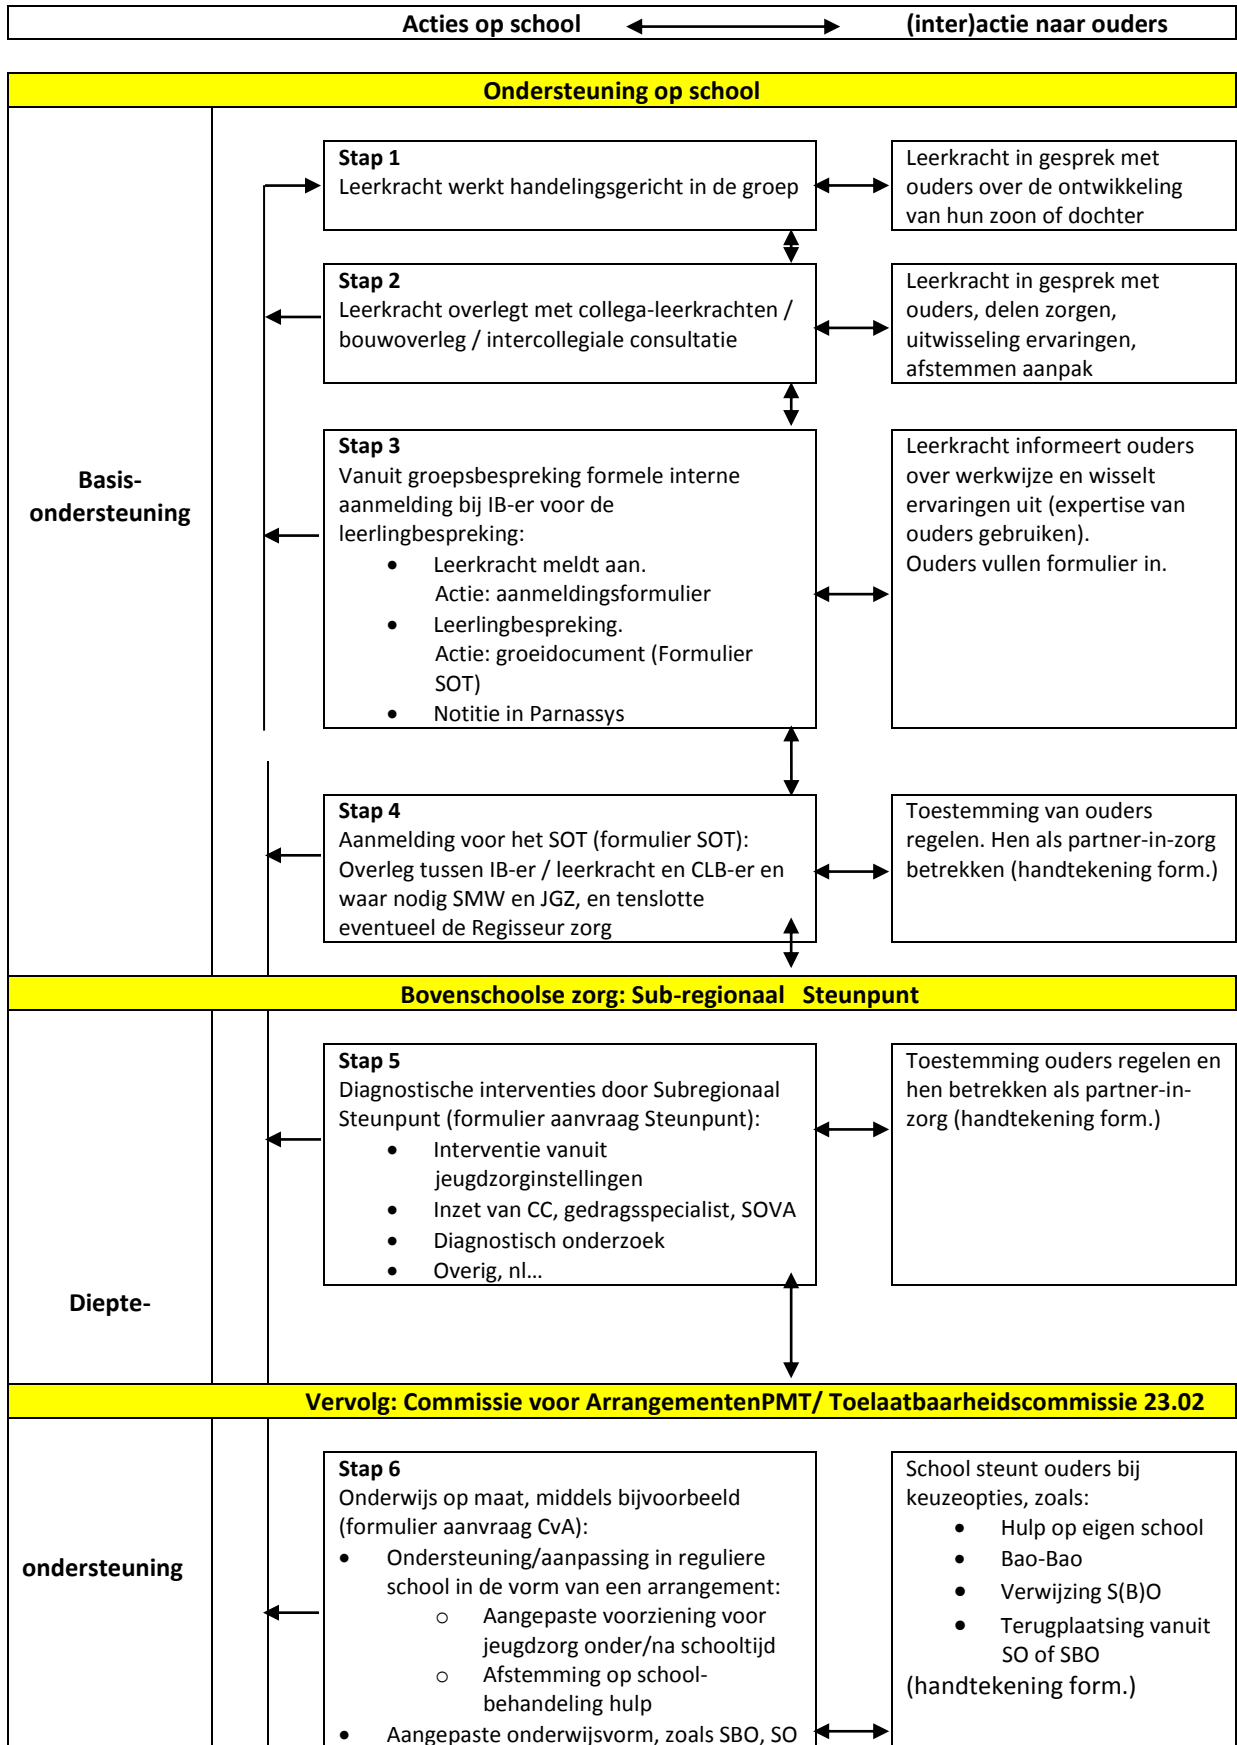 Acties op school
(inter)actie naar ouders
Ondersteuning op school
Basis-
ondersteuning
Stap 1
Leerkracht werkt handelingsgericht in de groep
Leerkracht in gesprek met
ouders over de ontwikkeling
van hun zoon of dochter
Stap 2
Leerkracht overlegt met collega-leerkrachten /
bouwoverleg / intercollegiale consultatie
Leerkracht in gesprek met
ouders, delen zorgen,
uitwisseling ervaringen,
afstemmen aanpak
Stap 3
Vanuit groepsbespreking formele interne
aanmelding bij IB-er voor de
leerlingbespreking:
• Leerkracht meldt aan.
Actie: aanmeldingsformulier
• Leerlingbespreking.
Actie: groeidocument (Formulier
SOT)
• Notitie in Parnassys
Leerkracht informeert ouders
over werkwijze en wisselt
ervaringen uit (expertise van
ouders gebruiken).
Ouders vullen formulier in.
Stap 4
Aanmelding voor het SOT (formulier SOT):
Overleg tussen IB-er / leerkracht en CLB-er en
waar nodig SMW en JGZ, en tenslotte
eventueel de Regisseur zorg
Toestemming van ouders
regelen. Hen als partner-in-zorg
betrekken (handtekening form.)
Bovenschoolse zorg: Sub-regionaal Steunpunt
Diepte-
Stap 5
Diagnostische interventies door Subregionaal
Steunpunt (formulier aanvraag Steunpunt):
• Interventie vanuit
jeugdzorginstellingen
• Inzet van CC, gedragsspecialist, SOVA
• Diagnostisch onderzoek
• Overig, nl…
Toestemming ouders regelen en
hen betrekken als partner-in-
zorg (handtekening form.)
Vervolg: Commissie voor ArrangementenPMT/ Toelaatbaarheidscommissie 23.02
ondersteuning
Stap 6
Onderwijs op maat, middels bijvoorbeeld
(formulier aanvraag CvA):
• Ondersteuning/aanpassing in reguliere
school in de vorm van een arrangement:
o Aangepaste voorziening voor
jeugdzorg onder/na schooltijd
o Afstemming op school-
behandeling hulp
• Aangepaste onderwijsvorm, zoals SBO, SO
School steunt ouders bij
keuzeopties, zoals:
• Hulp op eigen school
• Bao-Bao
• Verwijzing S(B)O
• Terugplaatsing vanuit
SO of SBO
(handtekening form.)